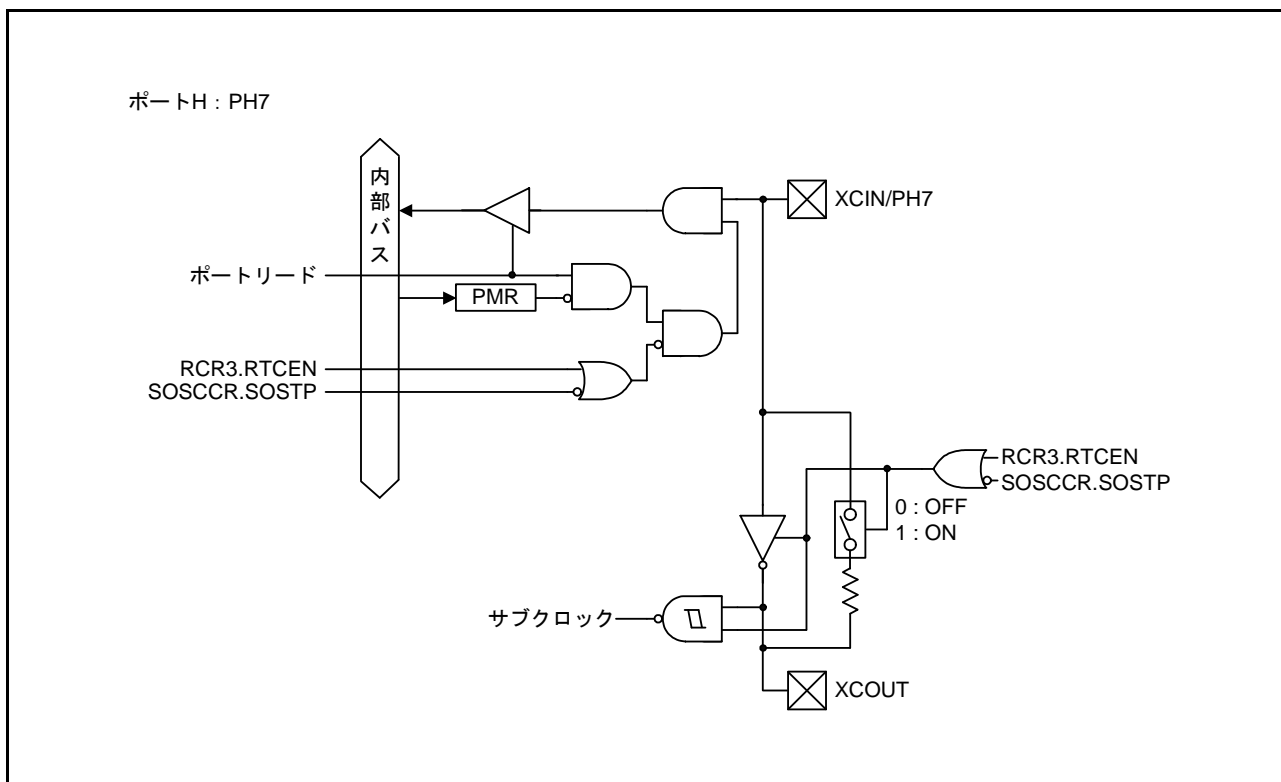 ポートH : PH7
内部バス
XCIN/PH7
ポートリード
PMR
RCR3.RTCEN
SOSCCR.SOSTP
RCR3.RTCEN
SOSCCR.SOSTP
0 : OFF
1 : ON
サブクロック
XCOUT